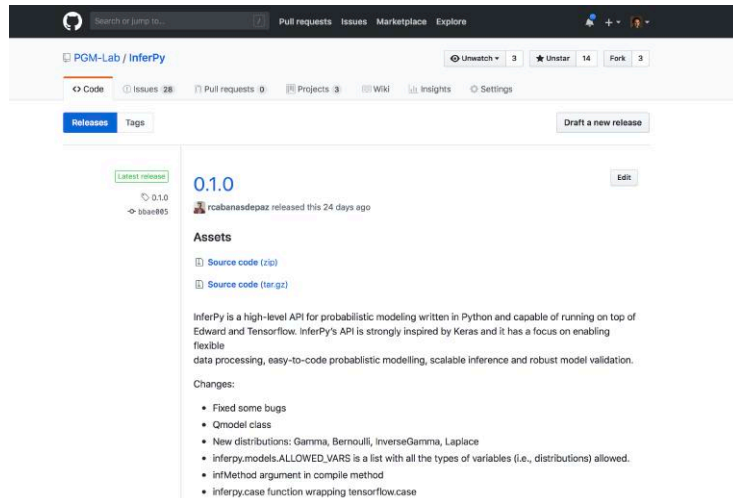 Search or jump to...
/
Pull requests Issues Marketplace Explore
PGM-Lab / InferPy
Unwatch 3 Unstar 14 Fork 3
Code Issues 28 Pull requests 0 Projects 3 Wiki Insights Settings
Releases Tags
Draft a new release
Latest release
0.1.0
bbae805
0.1.0
Edit
rcabanasdepaz released this 24 days ago
Assets
Source code (zip)
Source code (tar.gz)
InferPy is a high-level API for probabilistic modeling written in Python and capable of running on top of
Edward and Tensorflow. InferPy's API is strongly inspired by Keras and it has a focus on enabling
flexible
data processing, easy-to-code probablistic modelling, scalable inference and robust model validation.
Changes:
• Fixed some bugs
• Qmodel class
• New distributions: Gamma, Bernoulli, InverseGamma, Laplace
• inferpy.models.ALLOWED_VARS is a list with all the types of variables (i.e., distributions) allowed.
• infMethod argument in compile method
• inferpy.case function wrapping tensorflow.case